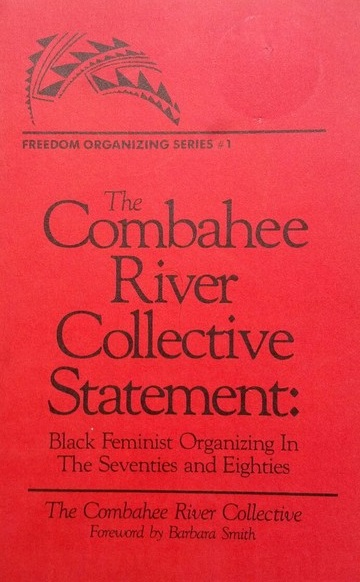 FREEDOM ORGANIZING SERIES #1
The
Combahee
River
Collective
Statement:
Black Feminist Organizing In
The Seventies and Eighties
The Combahee River Collective
Foreword by Barbara Smith